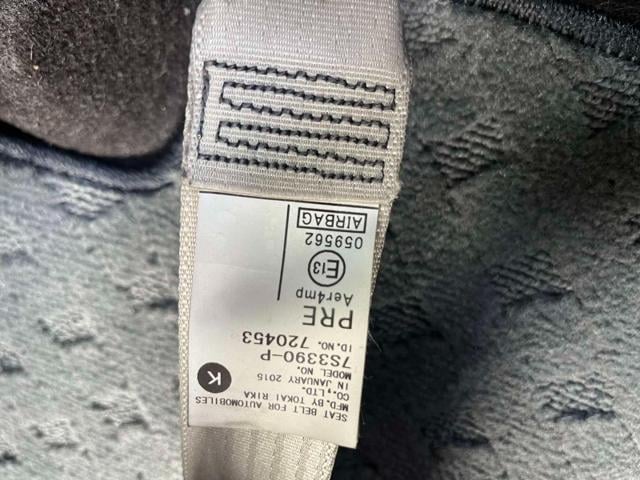 SEAT BELT FOR AUTOMOBILES
MFD. BY TOKAI RIKA
CO., LTD.
IN JANUARY 2015
MODEL NO.
K
7S3390-P
ID.NO. 720453
PRE
Aer4mp
E13
059562
AIRBAG